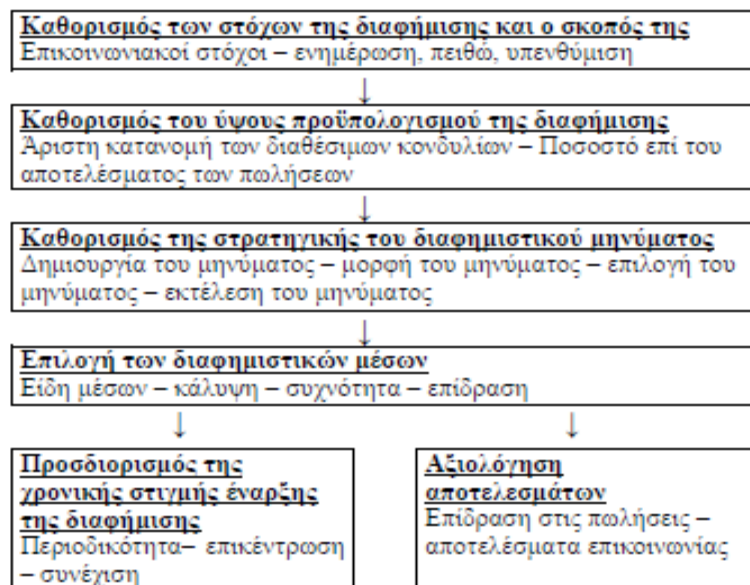 Καθορισμός των στόχων της διαφήμισης και ο σκοπός της
Επικοινωνιακοί στόχοι – ενημέρωση, πειθώ, υπενθύμιση
↓
Καθορισμός του ύψους προϋπολογισμού της διαφήμισης
Άριστη κατανομή των διαθέσιμων κονδυλίων – Ποσοστό επί του
αποτελέσματος των πωλήσεων
↓
Καθορισμός της στρατηγικής του διαφημιστικού μηνύματος
Δημιουργία του μηνύματος – μορφή του μηνύματος – επιλογή του
μηνύματος – εκτέλεση του μηνύματος
↓
Επιλογή των διαφημιστικών μέσων
Είδη μέσων – κάλυψη – συχνότητα – επίδραση
↓ ↓
Προσδιορισμός της
χρονικής στιγμής έναρξης
της διαφήμισης
Περιοδικότητα– επικέντρωση
– συνέχιση
Αξιολόγηση
αποτελεσμάτων
Επίδραση στις πωλήσεις –
αποτελέσματα επικοινωνίας